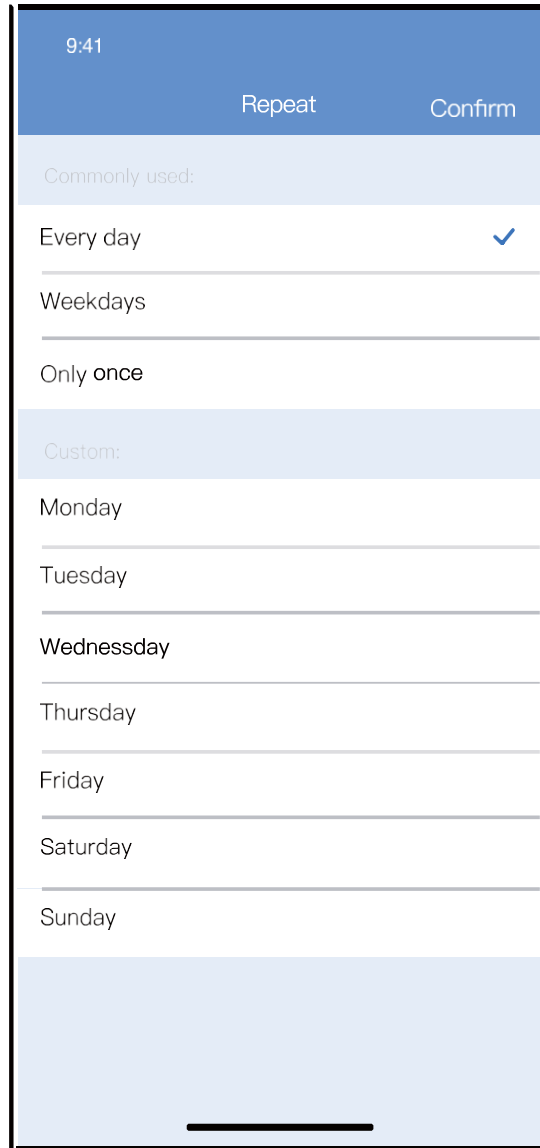 9:41
Repeat
Confirm
Commonly used:
Every day
Weekdays
Only once
Custom:
Monday
Tuesday
Wednessday
Thursday
Friday
Saturday
Sunday